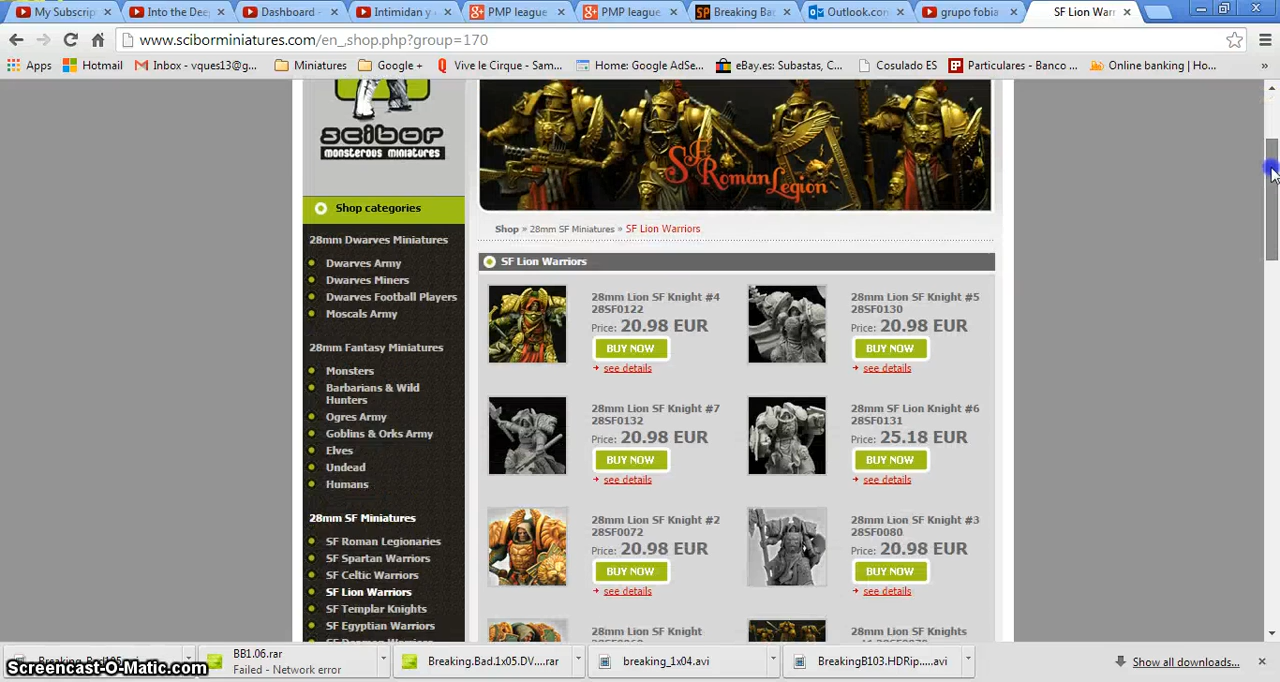 My Subscrip
Into the Dee
Dashboard -
Intimidan y
PMP league
PMP league
Breaking Ba
Outlook.con
grupo fobia
SF Lion Warr
www.sciborminiatures.com/en_shop.php?group=170
Apps
Hotmail
Inbox - vques13@g...
Miniatures
Google +
Vive le Cirque - Sam...
Home: Google AdSe...
eBay.es: Subastas, C...
Cosulado ES
Particulares - Banco ...
Online banking | Ho...
»
scibor
monsterous miniatures
SF Roman Legion
Shop categories
28mm Dwarves Miniatures
Dwarves Army
Dwarves Miners
Dwarves Football Players
Moscals Army
28mm Fantasy Miniatures
Monsters
Barbarians & Wild
Hunters
Ogres Army
Goblins & Orks Army
Elves
Undead
Humans
28mm SF Miniatures
SF Roman Legionaries
SF Spartan Warriors
SF Celtic Warriors
SF Lion Warriors
SF Templar Knights
SF Egyptian Warriors
Shop » 28mm SF Miniatures » SF Lion Warriors
SF Lion Warriors
28mm Lion SF Knight #4
28SF0122
Price: 20.98 EUR
BUY NOW
see details
28mm Lion SF Knight #5
28SF0130
Price: 20.98 EUR
BUY NOW
see details
28mm Lion SF Knight #7
28SF0132
Price: 20.98 EUR
BUY NOW
see details
28mm SF Lion Knight #6
28SF0131
Price: 25.18 EUR
BUY NOW
see details
28mm Lion SF Knight #2
28SF0072
Price: 20.98 EUR
BUY NOW
see details
28mm Lion SF Knight #3
28SF0080
Price: 20.98 EUR
BUY NOW
see details
28mm Lion SF Knight
28mm Lion SF Knights
BB1.06.rar
Failed - Network error
Breaking.Bad.1x05.DV....rar
breaking_1x04.avi
BreakingB103.HDRip.....avi
Show all downloads...
Screencast-O-Matic.com